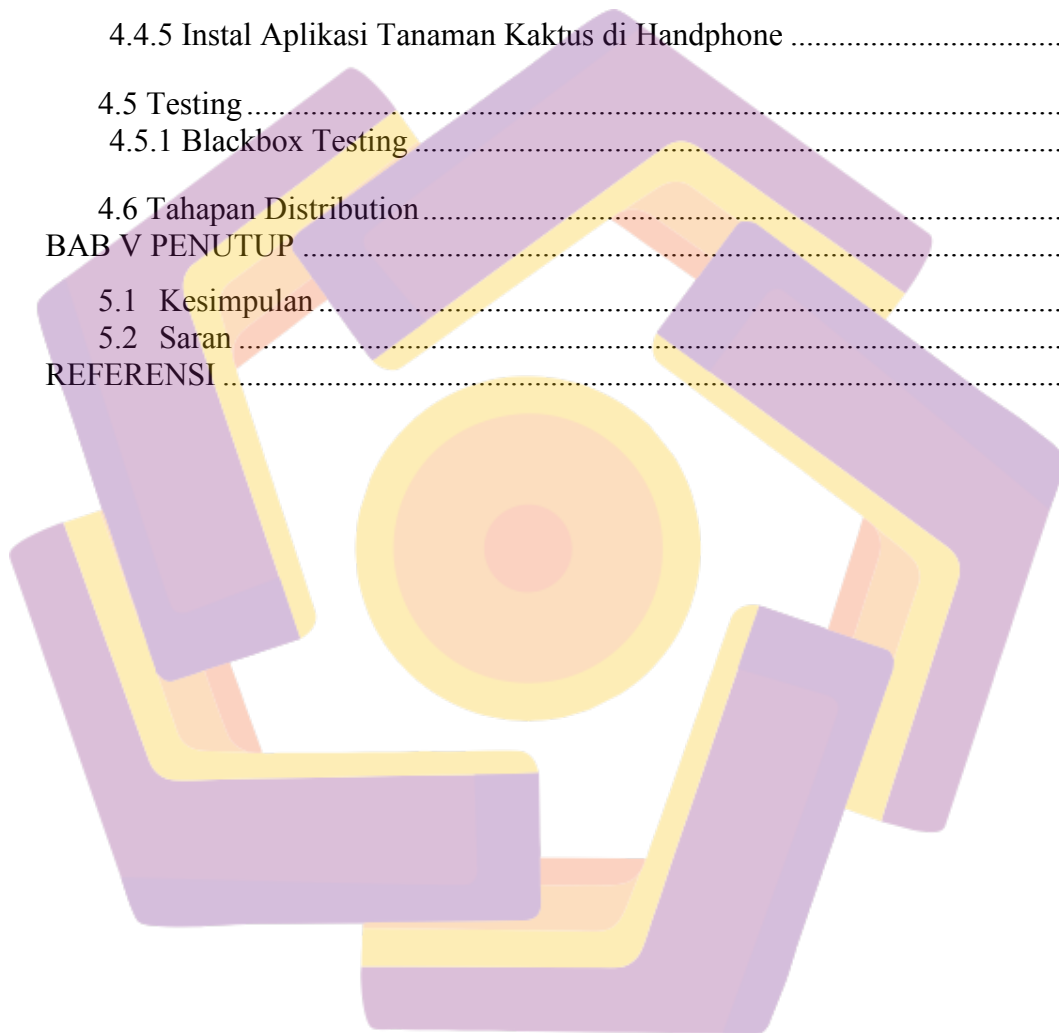 4.4.5 Instal Aplikasi Tanaman Kaktus di Handphone ....................................
4.5 Testing ........................................................................................................
4.5.1 Blackbox Testing ...................................................................................
4.6 Tahapan Distribution..................................................................................
BAB V PENUTUP ..................................................................................................
5.1 Kesimpulan ................................................................................................
5.2 Saran ...........................................................................................................
REFERENSI ............................................................................................................